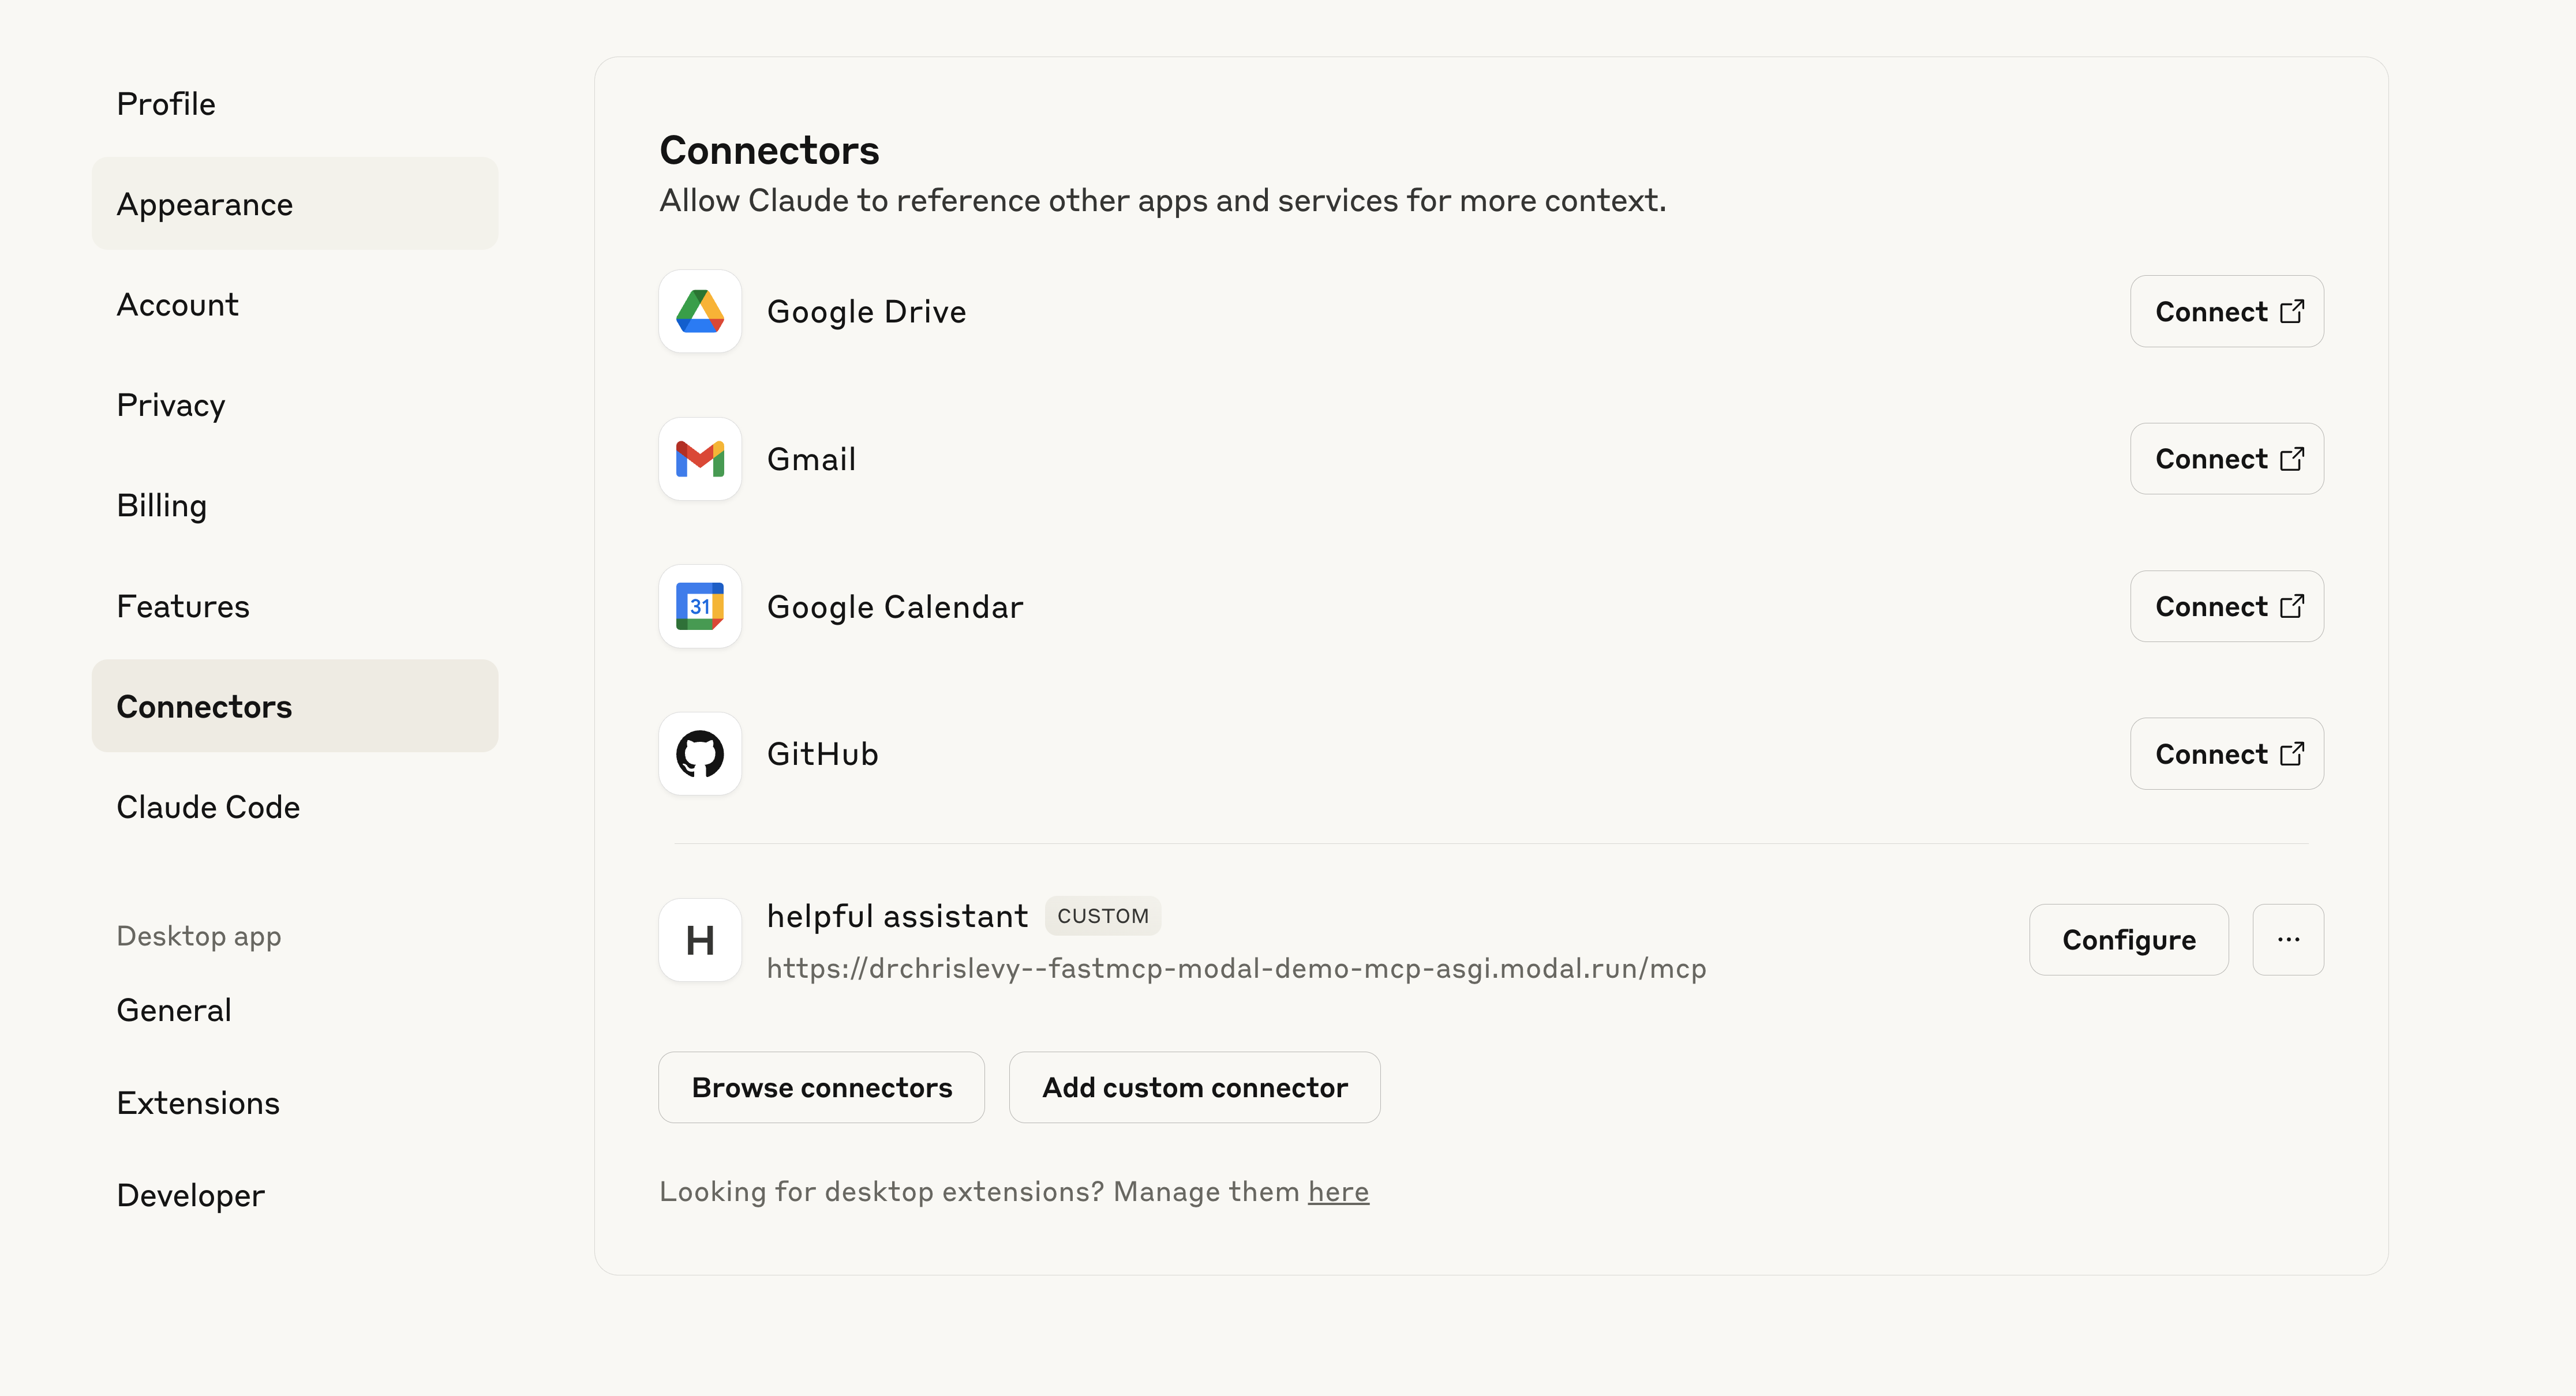 Profile
Appearance
Account
Privacy
Billing
Features
Connectors
Claude Code
Desktop app
General
Extensions
Developer
Connectors
Allow Claude to reference other apps and services for more context.
Google Drive
Connect
Gmail
Connect
31
Google Calendar
Connect
GitHub
Connect
H
helpful assistant CUSTOM
https://drchrislevy--fastmcp-modal-demo-mcp-asgi.modal.run/mcp
Configure
...
Browse connectors
Add custom connector
Looking for desktop extensions? Manage them here